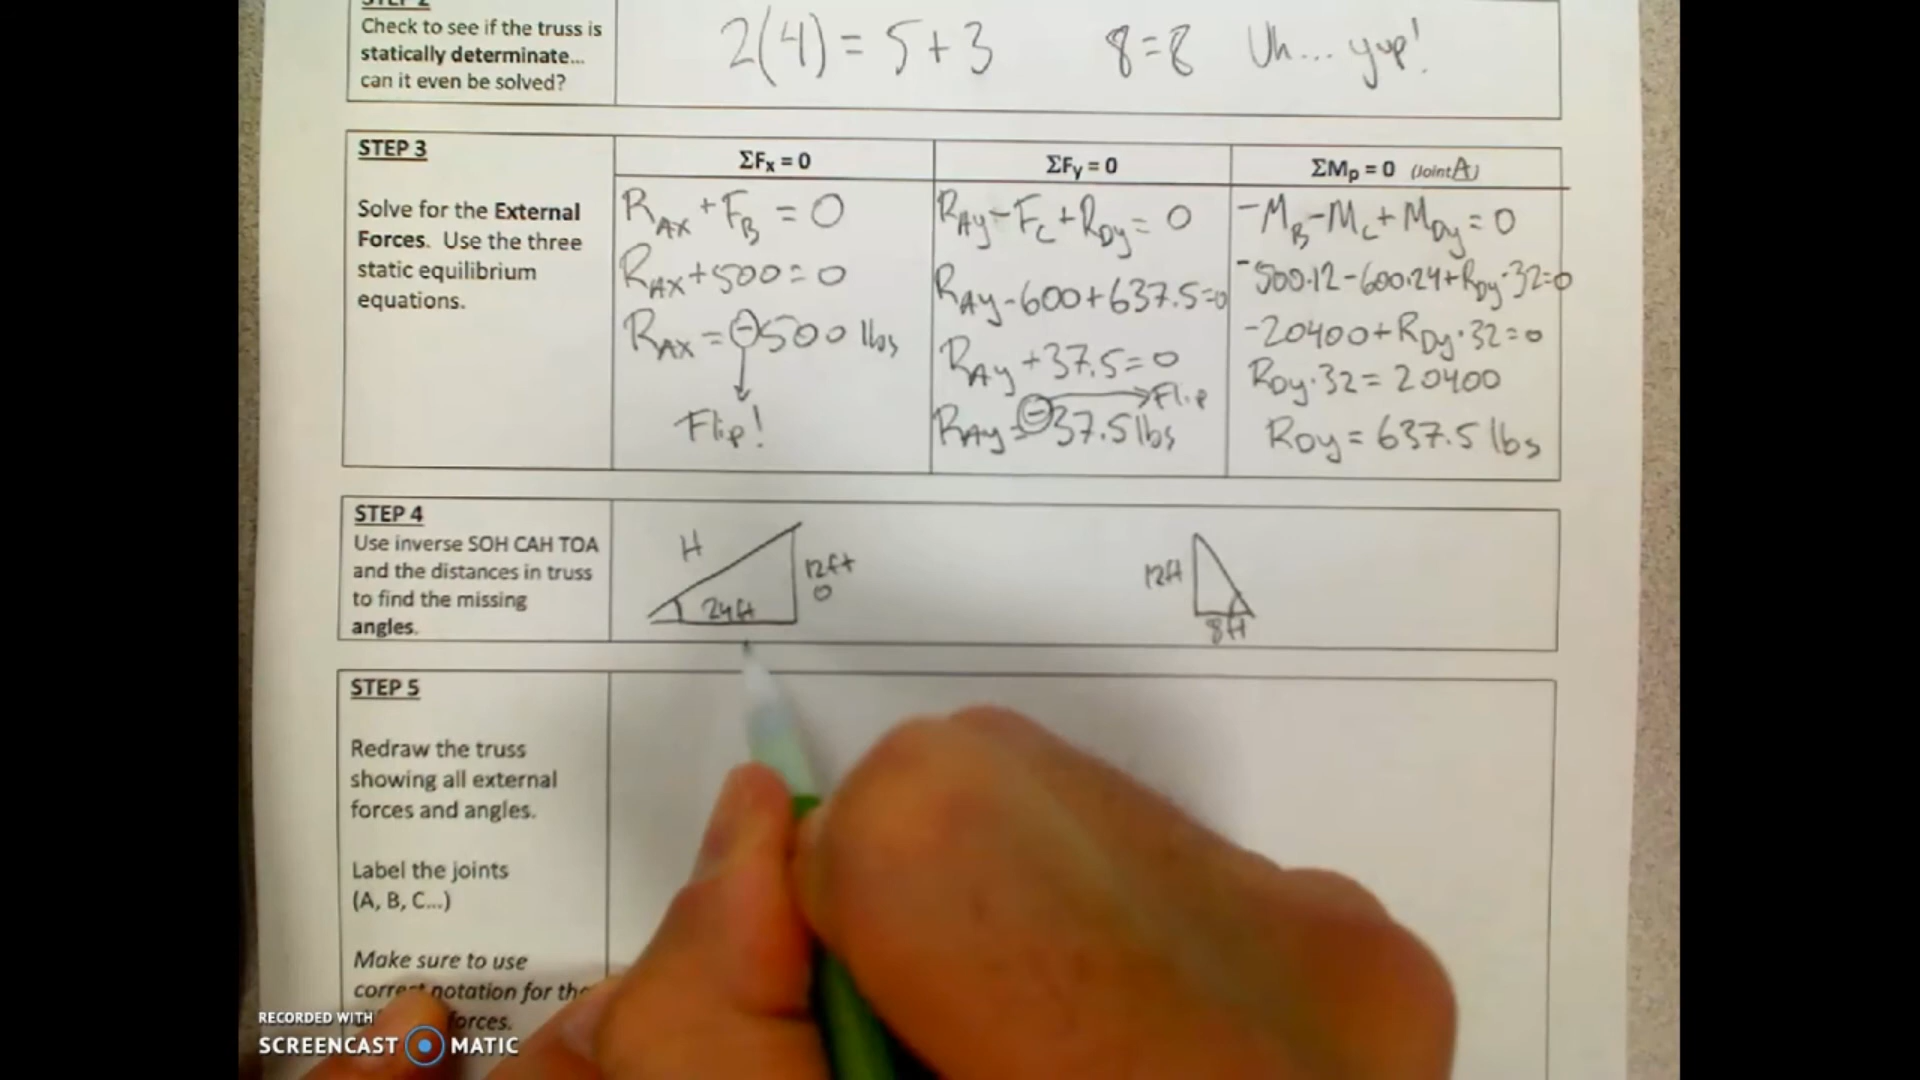 STEP 2
Check to see if the truss is
statically determinate...
can it even be solved?
2(4) = 5+3 8=8 Uh... yup!
STEP 3
Solve for the External
Forces. Use the three
static equilibrium
equations.
ΣFx = 0
RAX + FB = 0
RAX+500=0
RAX = -500 lbs
Flip!
ΣFy = 0
RAy - FC + RDy = 0
RAy - 600 + 637.5 = 0
RAy + 37.5 = 0
Flip
RAy = -37.5 lbs
ΣMp = 0 (Joint A)
-MB - MC + MDy = 0
-500·12-600·24+RDy·32=0
-20400+RDy·32=0
RDy·32 = 20400
RDy = 637.5 lbs
STEP 4
Use inverse SOH CAH TOA
and the distances in truss
to find the missing
angles.
H
12ft
O
24ft
12ft
8ft
STEP 5
Redraw the truss
showing all external
forces and angles.
Label the joints
(A, B, C...)
Make sure to use
correct notation for the
forces.
RECORDED WITH
SCREENCAST MATIC